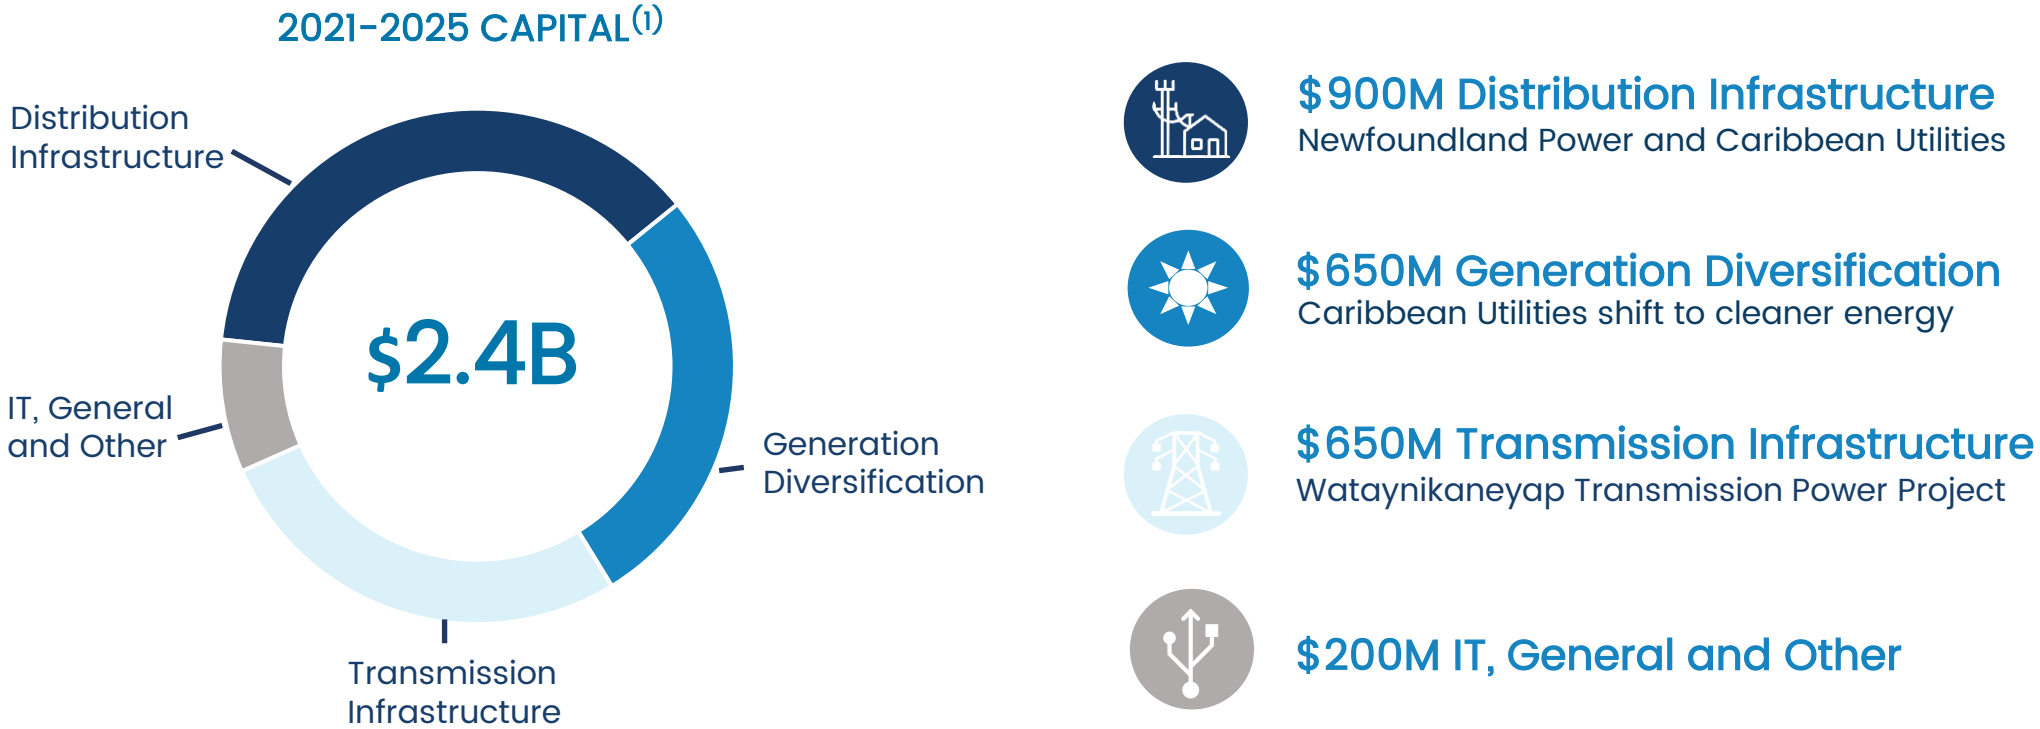 2021-2025 CAPITAL(1)
Distribution
Infrastructure
IT, General
and Other
$2.4B
Generation
Diversification
Transmission
Infrastructure
$900M Distribution Infrastructure
Newfoundland Power and Caribbean Utilities
$650M Generation Diversification
Caribbean Utilities shift to cleaner energy
$650M Transmission Infrastructure
Wataynikaneyap Transmission Power Project
$200M IT, General and Other